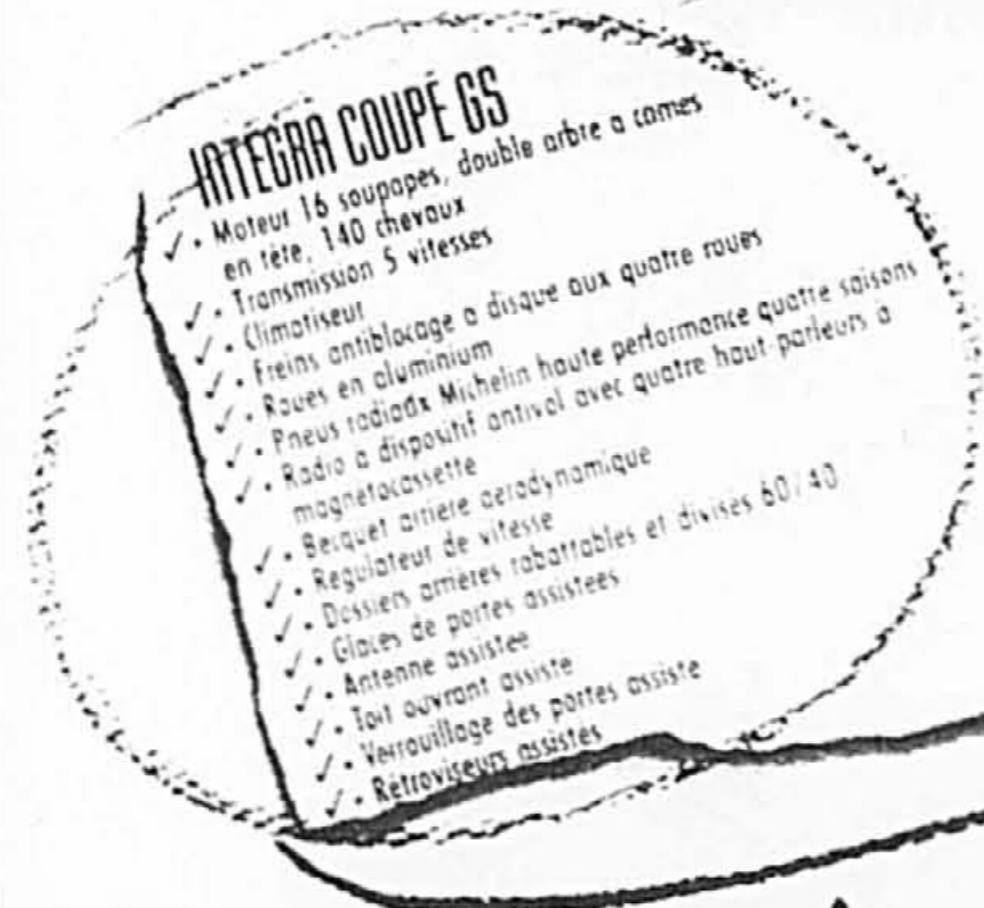 INTEGRA COUPÉ GS
✓ • Moteur 16 soupapes, double arbre a cames
en tête, 140 chevaux
✓ • Transmission 5 vitesses
✓ • Climatiseur
✓ • Freins antiblocage a disque aux quatre roues
✓ • Roues en aluminium
✓ • Pneus radiaux Michelin haute performance quatre saisons
✓ • Radio a dispositif antivol avec quatre haut-parleurs a
magnétocassette
✓ • Becquet arriere aerodynamique
✓ • Regulateur de vitesse
✓ • Dossiers arrières rabattables et divises 60/40
✓ • Glaces de portes assistees
✓ • Antenne assistee
✓ • Toit ouvrant assiste
✓ • Verrouillage des portes assiste
✓ • Rétroviseurs assistés